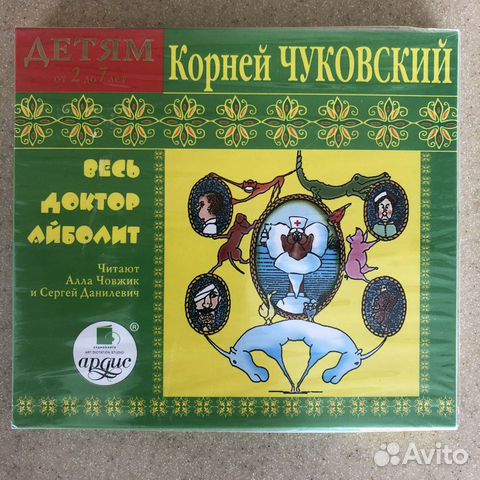 ДЕТЯМ
от 2 до 7 лет
Корней ЧУКОВСКИЙ
ВЕСЬ
ДОКТОР
АЙБОЛИТ
Читают
Алла Човжик
и Сергей Данилевич
®
аудиокнига
ART DICTATION STUDIO
ардис
Avito